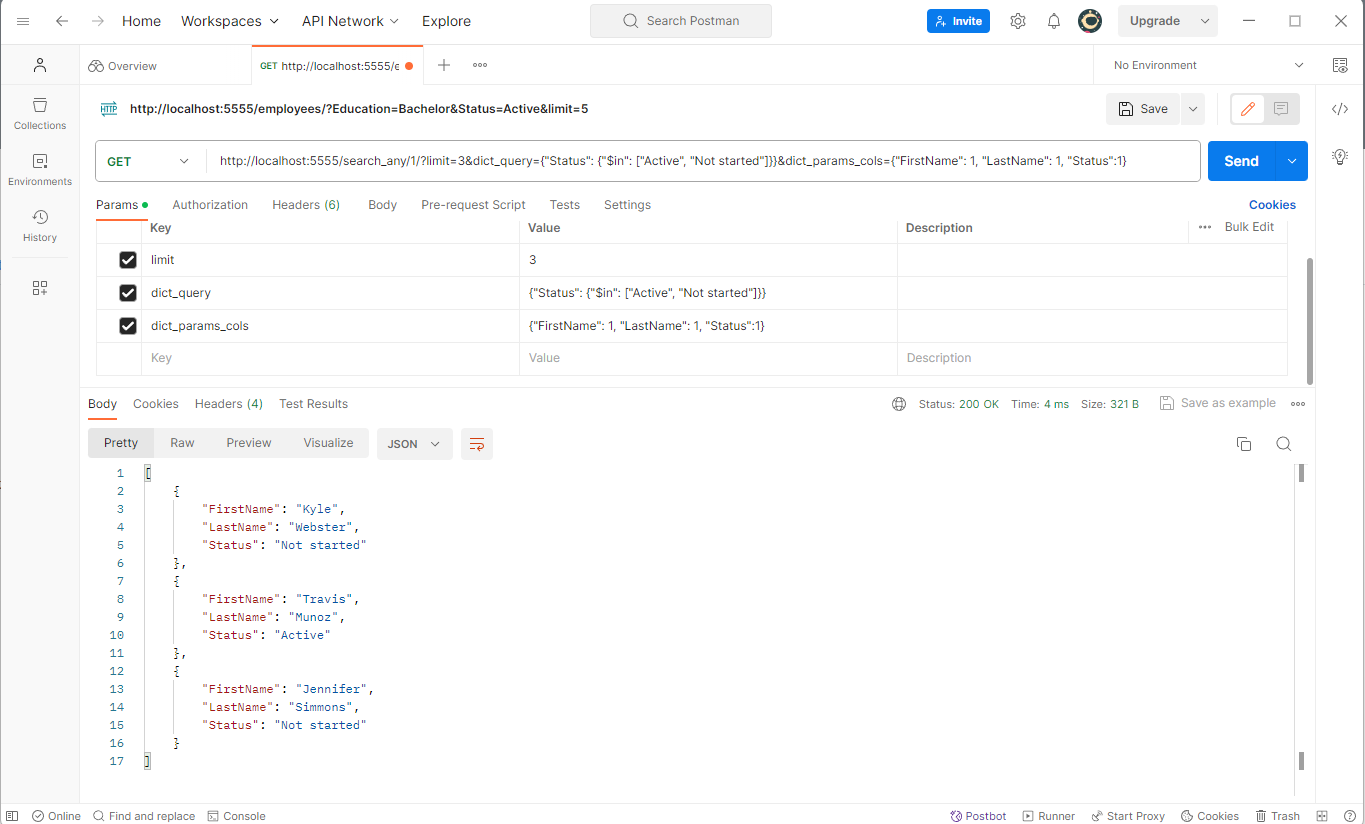 Home Workspaces API Network Explore Search Postman Invite Upgrade
Overview GET http://localhost:5555/e No Environment
HTTP http://localhost:5555/employees/?Education=Bachelor&Status=Active&limit=5 Save
GET http://localhost:5555/search_any/1/?limit=3&dict_query={"Status": {"$in": ["Active", "Not started"]}}&dict_params_cols={"FirstName": 1, "LastName": 1, "Status":1} Send
Collections
Environments
History
Params Authorization Headers (6) Body Pre-request Script Tests Settings Cookies
Key Value Description Bulk Edit
limit 3
dict_query {"Status": {"$in": ["Active", "Not started"]}}
dict_params_cols {"FirstName": 1, "LastName": 1, "Status":1}
Key Value Description
Body Cookies Headers (4) Test Results Status: 200 OK Time: 4 ms Size: 321 B Save as example
Pretty Raw Preview Visualize JSON
1 [
2 {
3 "FirstName": "Kyle",
4 "LastName": "Webster",
5 "Status": "Not started"
6 },
7 {
8 "FirstName": "Travis",
9 "LastName": "Munoz",
10 "Status": "Active"
11 },
12 {
13 "FirstName": "Jennifer",
14 "LastName": "Simmons",
15 "Status": "Not started"
16 }
17 ]
Online Find and replace Console Postbot Runner Start Proxy Cookies Trash